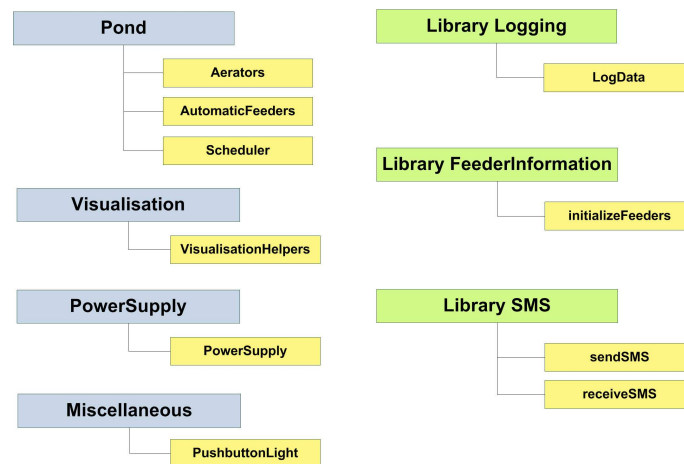 Pond
Aerators
AutomaticFeeders
Scheduler
Visualisation
VisualisationHelpers
PowerSupply
PowerSupply
Miscellaneous
PushbuttonLight
Library Logging
LogData
Library FeederInformation
initializeFeeders
Library SMS
sendSMS
receiveSMS